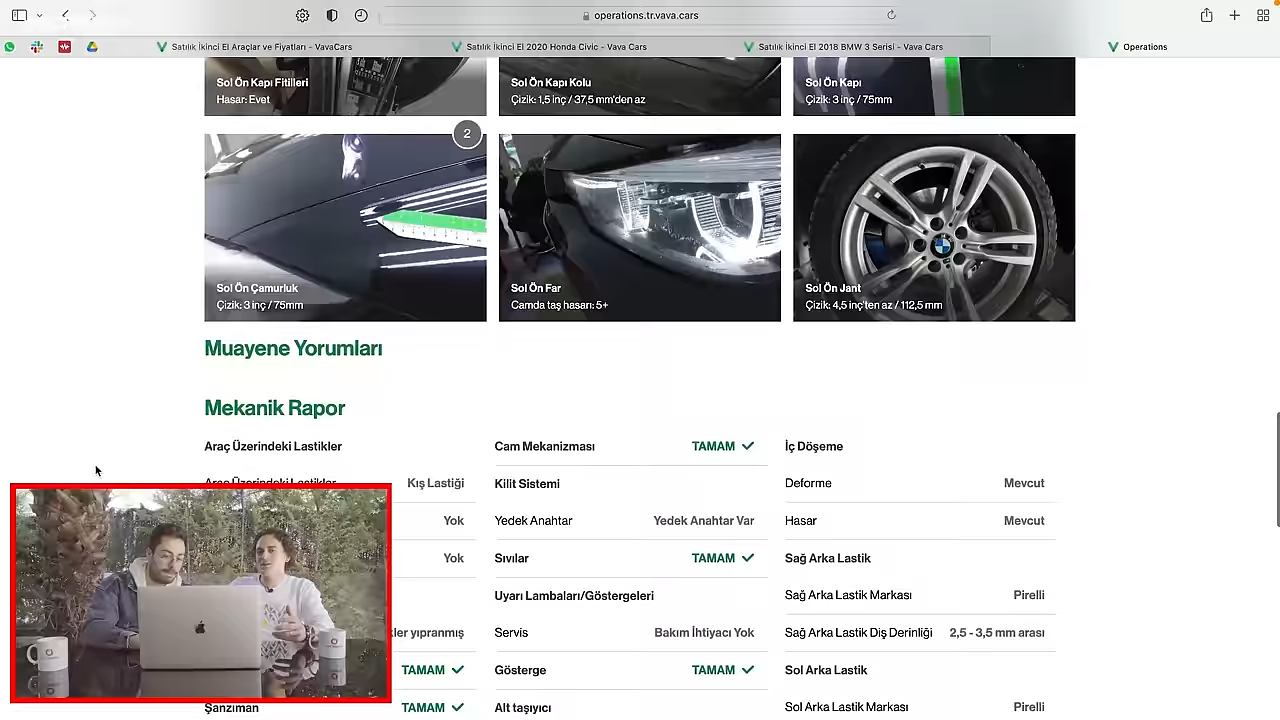 operations.tr.vava.cars
Satılık İkinci El Araçlar ve Fiyatları - VavaCars
Satılık İkinci El 2020 Honda Civic - Vava Cars
Satılık İkinci El 2018 BMW 3 Serisi - Vava Cars
Operations
Sol Ön Kapı Fitilleri
Hasar: Evet
Sol Ön Kapı Kolu
Çizik: 1,5 inç / 37,5 mm'den az
Sol Ön Kapı
Çizik: 3 inç / 75mm
2
Sol Ön Çamurluk
Çizik: 3 inç / 75mm
Sol Ön Far
Camda taş hasarı: 5+
Sol Ön Jant
Çizik: 4,5 inç'ten az / 112,5 mm
Muayene Yorumları
Mekanik Rapor
Araç Üzerindeki Lastikler
Araç Üzerindeki Lastikler Kış Lastiği
Yok
Yok
kler yıpranmış
TAMAM
Şanzıman TAMAM
Cam Mekanizması TAMAM
Kilit Sistemi
Yedek Anahtar Yedek Anahtar Var
Sıvılar TAMAM
Uyarı Lambaları/Göstergeleri
Servis Bakım İhtiyacı Yok
Gösterge TAMAM
Alt taşıyıcı
İç Döşeme
Deforme Mevcut
Hasar Mevcut
Sağ Arka Lastik
Sağ Arka Lastik Markası Pirelli
Sağ Arka Lastik Diş Derinliği 2,5 - 3,5 mm arası
Sol Arka Lastik
Sol Arka Lastik Markası Pirelli